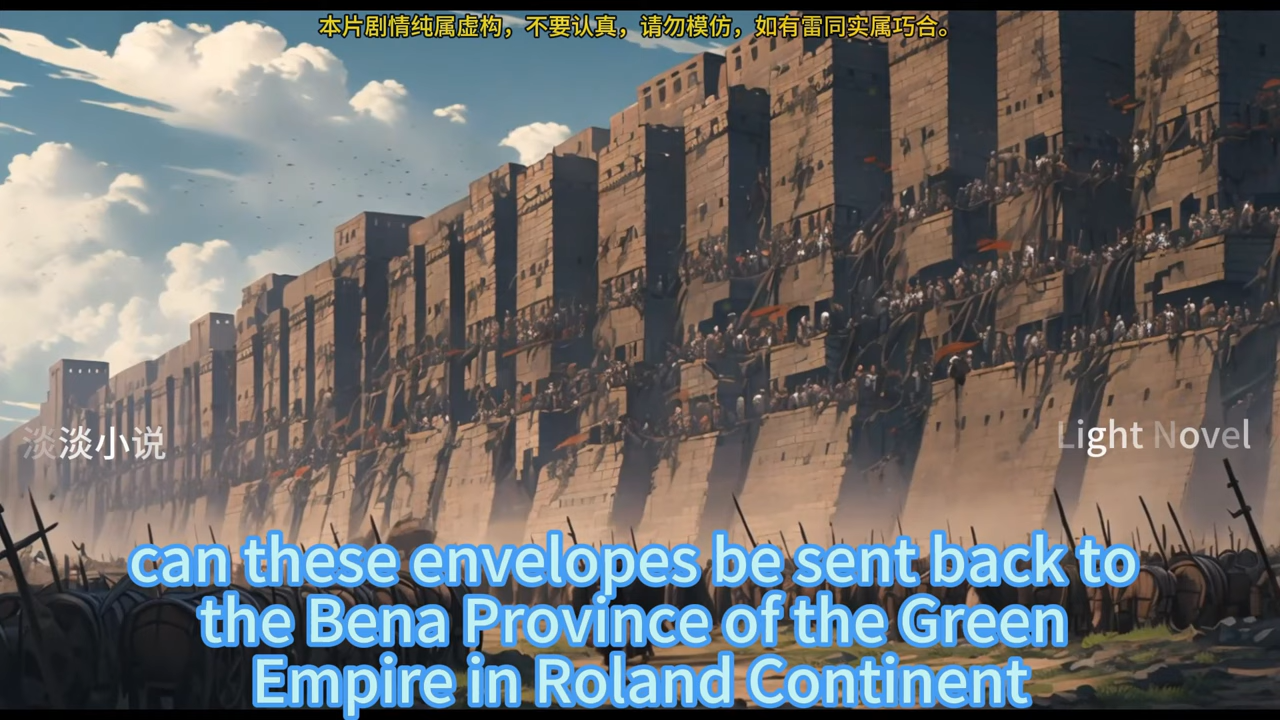 本片剧情纯属虚构，不要认真，请勿模仿，如有雷同实属巧合。
淡淡小说
Light Novel
can these envelopes be sent back to
the Bena Province of the Green
Empire in Roland Continent